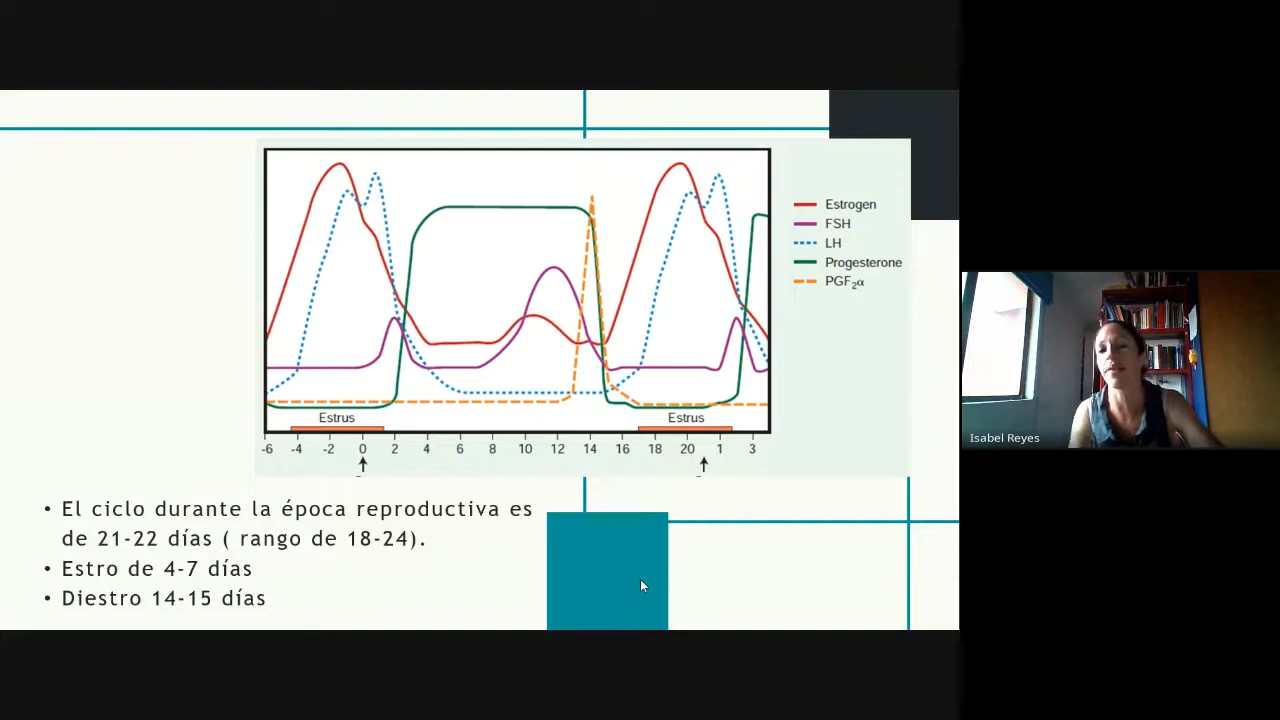 Estrogen
FSH
LH
Progesterone
PGF2α
Estrus
Estrus
-6 -4 -2 0 2 4 6 8 10 12 14 16 18 20 1 3
• El ciclo durante la época reproductiva es
de 21-22 días ( rango de 18-24).
• Estro de 4-7 días
• Diestro 14-15 días
Isabel Reyes